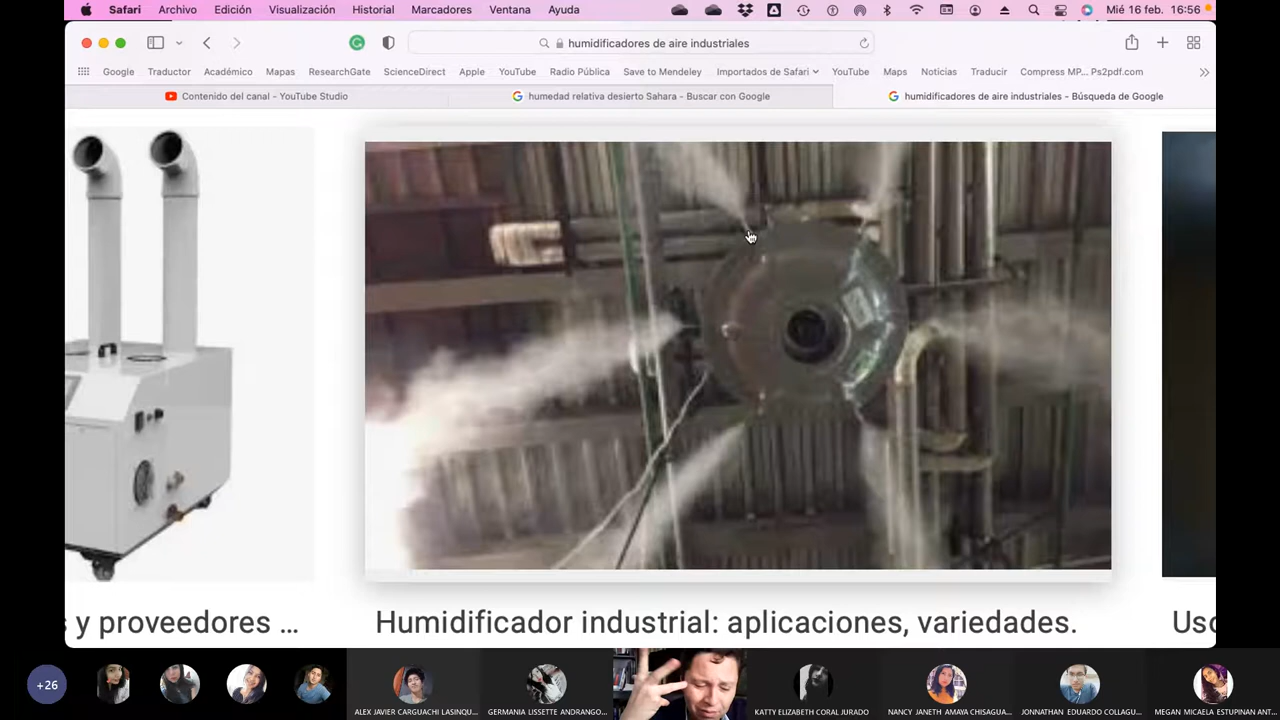 Safari Archivo Edición Visualización Historial Marcadores Ventana Ayuda Mié 16 feb. 16:56
humidificadores de aire industriales
Google Traductor Académico Mapas ResearchGate ScienceDirect Apple YouTube Radio Pública Save to Mendeley Importados de Safari YouTube Maps Noticias Traducir Compress MP... Ps2pdf.com
Contenido del canal - YouTube Studio humedad relativa desierto Sahara - Buscar con Google humidificadores de aire industriales - Búsqueda de Google
s y proveedores ... Humidificador industrial: aplicaciones, variedades. Uso
+26
ALEX JAVIER CARGUACHI LASINQU... GERMANIA LISSETTE ANDRANGO... KATTY ELIZABETH CORAL JURADO NANCY JANETH AMAYA CHISAGUA... JONNATHAN EDUARDO COLLAGU... MEGAN MICAELA ESTUPINAN ANT...